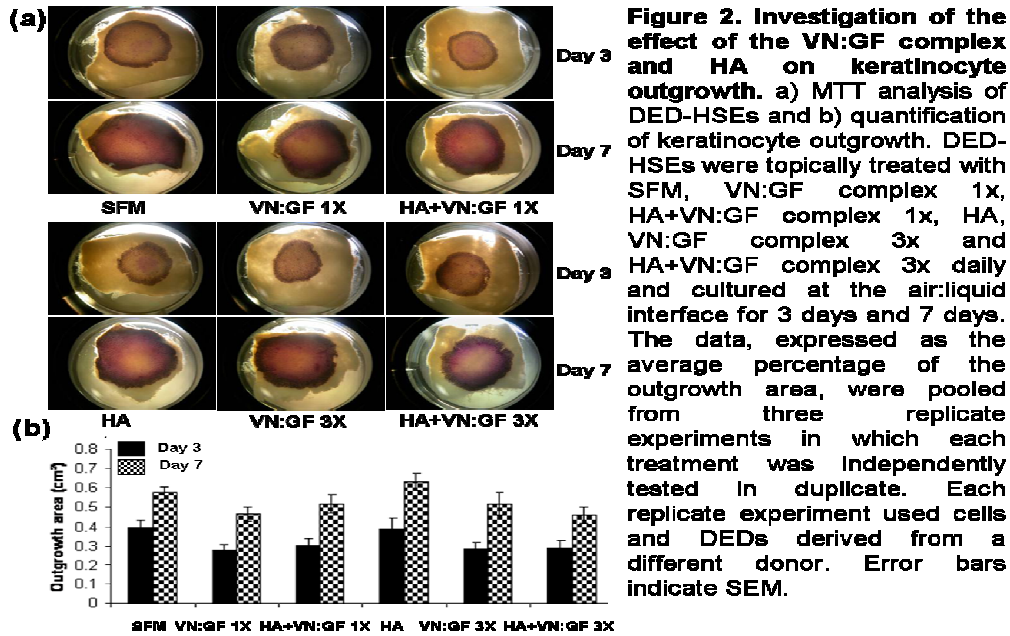 (a)
Day 3
Day 7
SFM VN:GF 1X HA+VN:GF 1X
Day 3
Day 7
HA VN:GF 3X HA+VN:GF 3X
(b)
Day 3
Day 7
Outgrowth area (cm²)
0.8
0.7
0.6
0.5
0.4
0.3
0.2
0.1
0
SFM VN:GF 1X HA+VN:GF 1X HA VN:GF 3X HA+VN:GF 3X
Figure 2. Investigation of the
effect of the VN:GF complex
and HA on keratinocyte
outgrowth. a) MTT analysis of
DED-HSEs and b) quantification
of keratinocyte outgrowth. DED-
HSEs were topically treated with
SFM, VN:GF complex 1x,
HA+VN:GF complex 1x, HA,
VN:GF complex 3x and
HA+VN:GF complex 3x daily
and cultured at the air:liquid
interface for 3 days and 7 days.
The data, expressed as the
average percentage of the
outgrowth area, were pooled
from three replicate
experiments in which each
treatment was independently
tested in duplicate. Each
replicate experiment used cells
and DEDs derived from a
different donor. Error bars
indicate SEM.